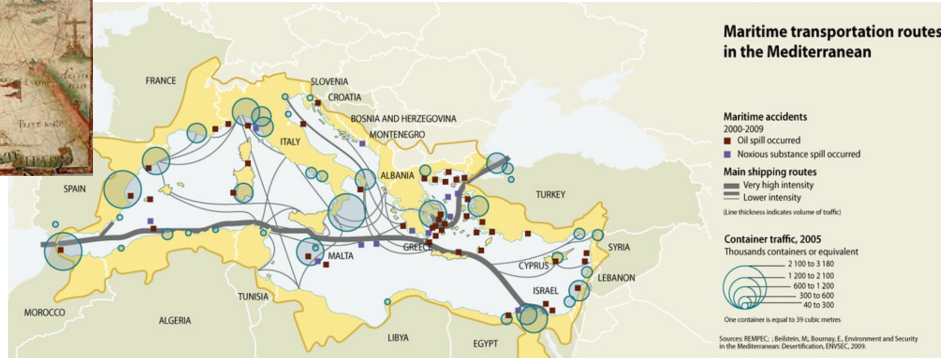 Maritime transportation routes
in the Mediterranean
FRANCE
SLOVENIA
CROATIA
BOSNIA AND HERZEGOVINA
MONTENEGRO
ITALY
ALBANIA
SPAIN
TURKEY
GREECE
MALTA
CYPRUS
SYRIA
LEBANON
ISRAEL
TUNISIA
MOROCCO
ALGERIA
LIBYA
EGYPT
Maritime accidents
2000-2009
Oil spill occurred
Noxious substance spill occurred
Main shipping routes
Very high intensity
Lower intensity
(Line thickness indicates volume of traffic)
Container traffic, 2005
Thousands containers or equivalent
2 100 to 3 180
1 200 to 2 100
600 to 1 200
300 to 600
40 to 300
One container is equal to 39 cubic metres
Sources: REMPEC; ; Beilstein, M., Bournay, E., Environment and Security
in the Mediterranean: Desertification, ENVSEC, 2009.